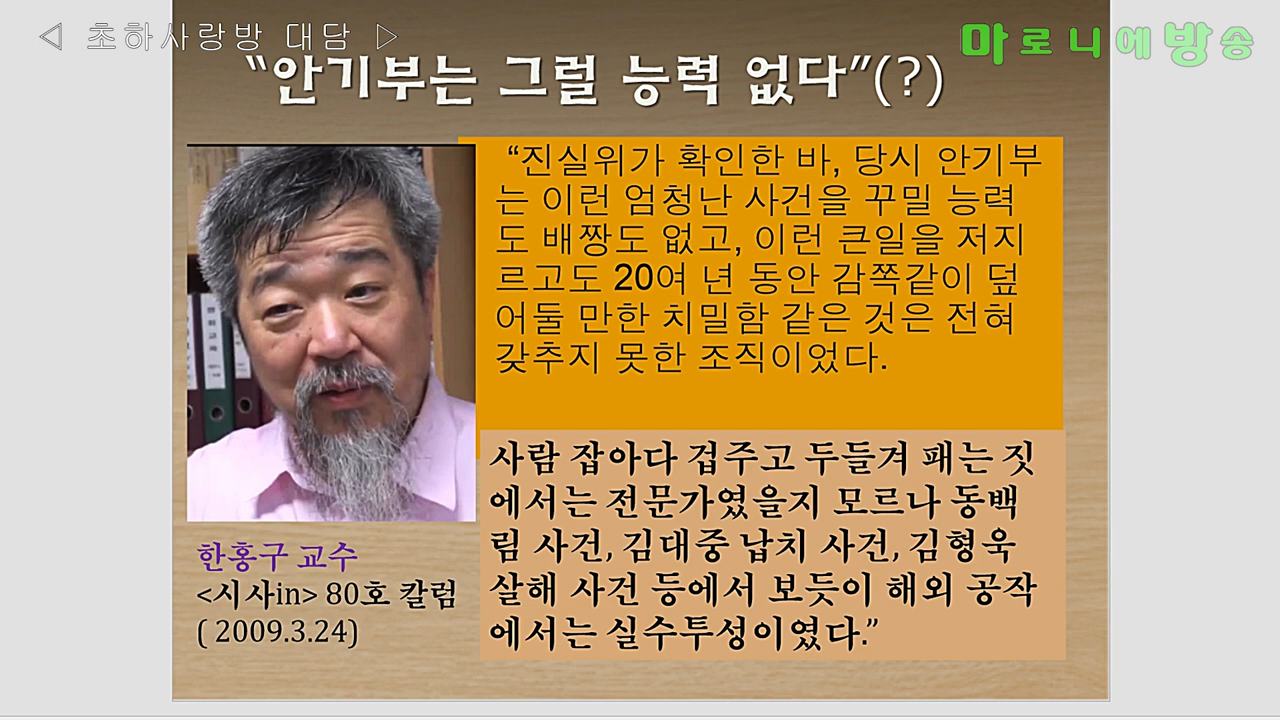 ◁ 초하사랑방 대담 ▷
마로니에방송
“안기부는 그럴 능력 없다”(?)
“진실위가 확인한 바, 당시 안기부
는 이런 엄청난 사건을 꾸밀 능력
도 배짱도 없고, 이런 큰일을 저지
르고도 20여 년 동안 감쪽같이 덮
어둘 만한 치밀함 같은 것은 전혀
갖추지 못한 조직이었다.
사람 잡아다 겁주고 두들겨 패는 짓
에서는 전문가였을지 모르나 동백
림 사건, 김대중 납치 사건, 김형욱
살해 사건 등에서 보듯이 해외 공작
에서는 실수투성이였다.”
한홍구 교수
<시사in> 80호 칼럼
( 2009.3.24)